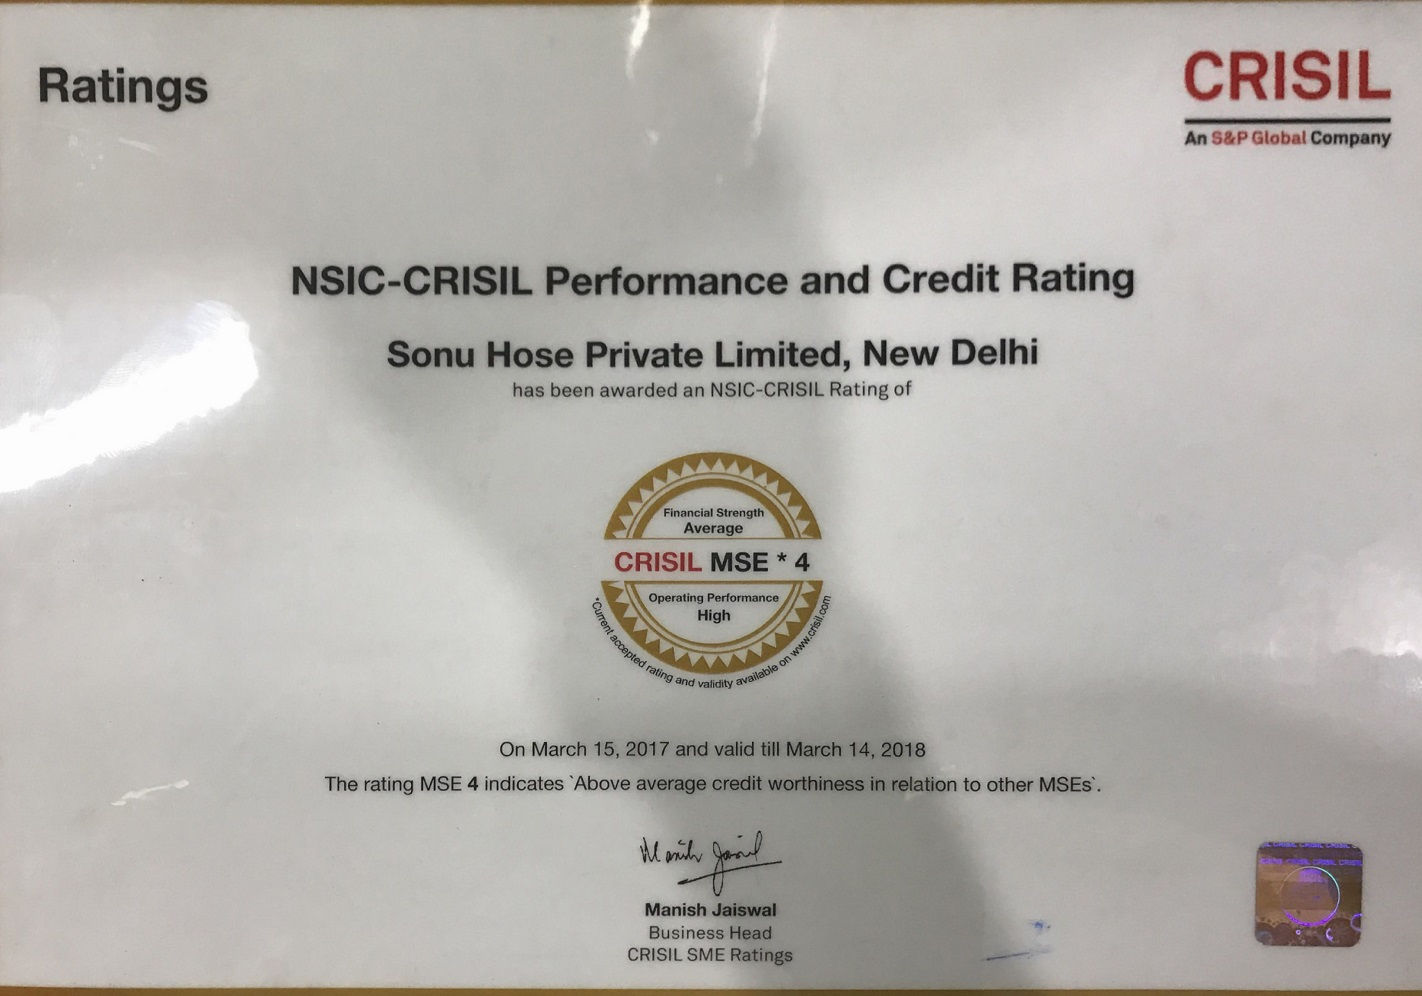 Ratings
CRISIL
An S&P Global Company
NSIC-CRISIL Performance and Credit Rating
Sonu Hose Private Limited, New Delhi
has been awarded an NSIC-CRISIL Rating of
Financial Strength
Average
CRISIL MSE * 4
Operating Performance
High
*Current accepted rating and validity available on www.crisil.com
On March 15, 2017 and valid till March 14, 2018
The rating MSE 4 indicates `Above average credit worthiness in relation to other MSEs`.
Manish Jaiswal
Manish Jaiswal
Business Head
CRISIL SME Ratings